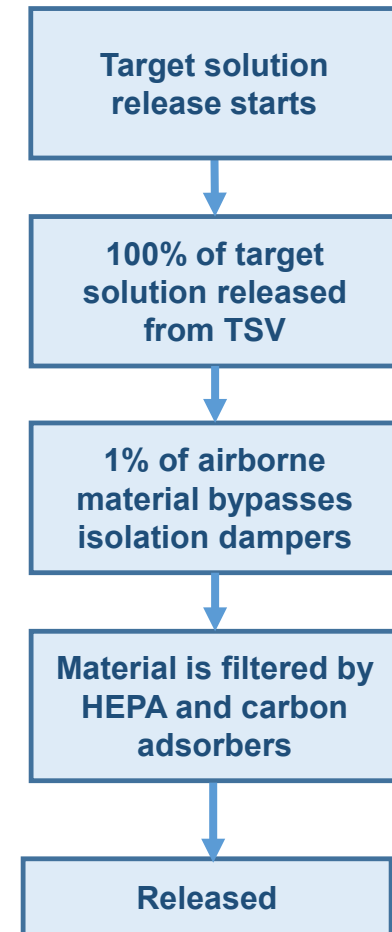 Target solution
release starts
100% of target
solution released
from TSV
1% of airborne
material bypasses
isolation dampers
Material is filtered by
HEPA and carbon
adsorbers
Released